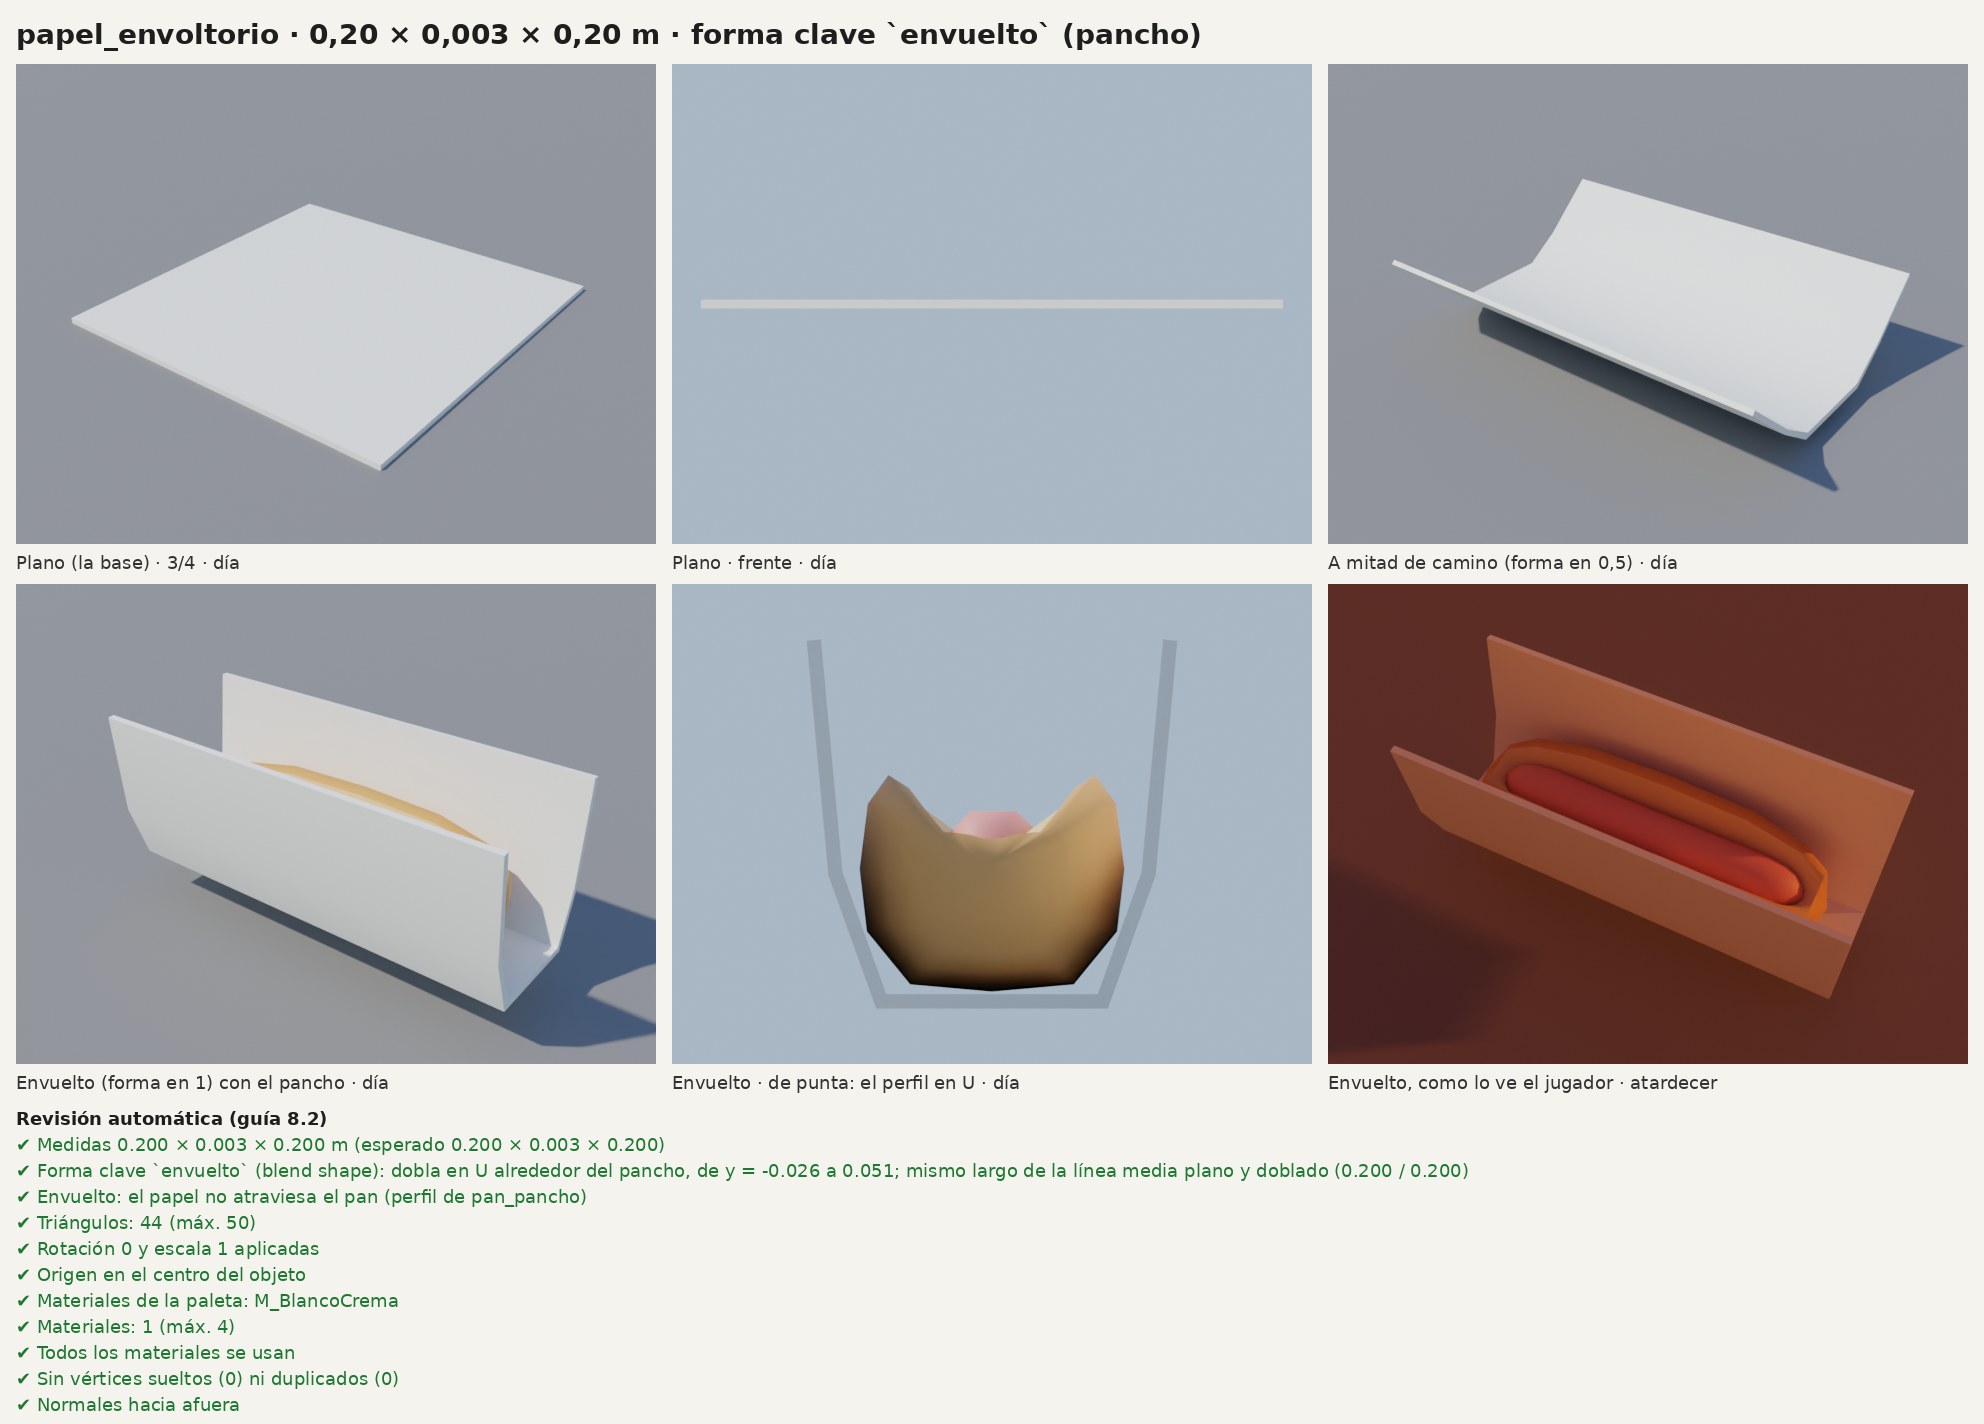 papel_envoltorio · 0,20 × 0,003 × 0,20 m · forma clave `envuelto` (pancho)
Plano (la base) · 3/4 · día
Plano · frente · día
A mitad de camino (forma en 0,5) · día
Envuelto (forma en 1) con el pancho · día
Envuelto · de punta: el perfil en U · día
Envuelto, como lo ve el jugador · atardecer
Revisión automática (guía 8.2)
✔ Medidas 0.200 × 0.003 × 0.200 m (esperado 0.200 × 0.003 × 0.200)
✔ Forma clave `envuelto` (blend shape): dobla en U alrededor del pancho, de y = -0.026 a 0.051; mismo largo de la línea media plano y doblado (0.200 / 0.200)
✔ Envuelto: el papel no atraviesa el pan (perfil de pan_pancho)
✔ Triángulos: 44 (máx. 50)
✔ Rotación 0 y escala 1 aplicadas
✔ Origen en el centro del objeto
✔ Materiales de la paleta: M_BlancoCrema
✔ Materiales: 1 (máx. 4)
✔ Todos los materiales se usan
✔ Sin vértices sueltos (0) ni duplicados (0)
✔ Normales hacia afuera